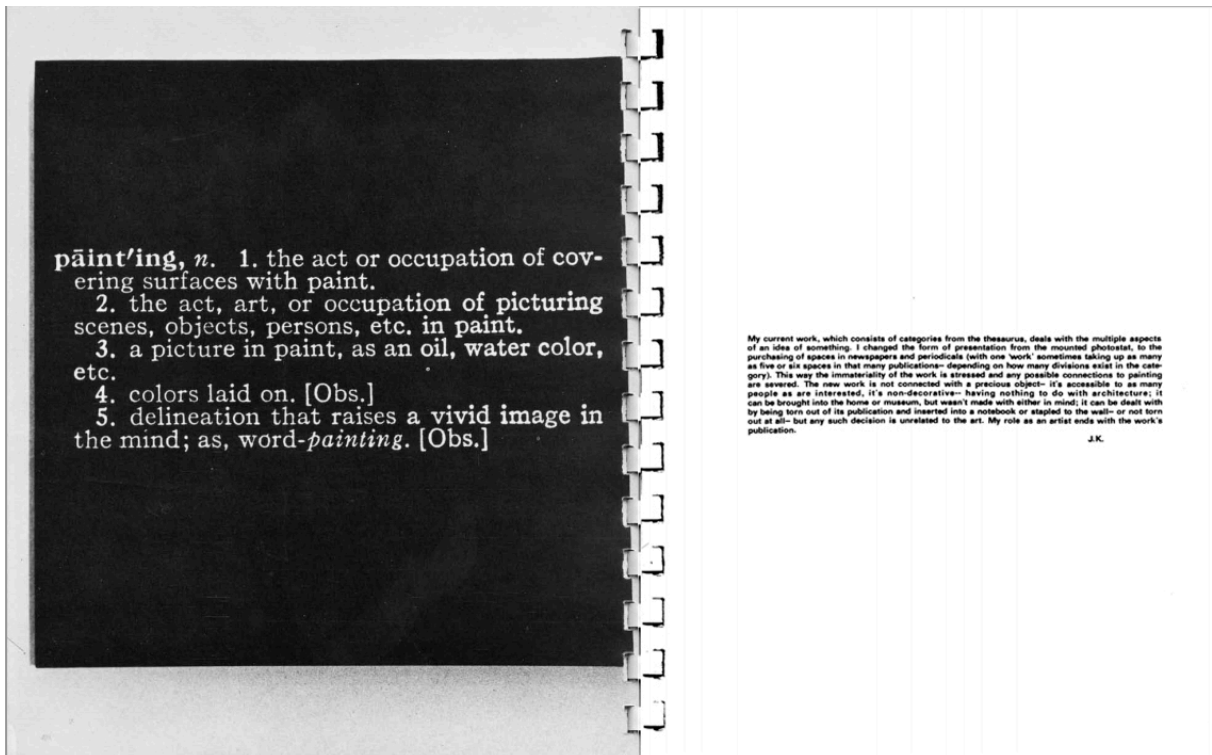 pāint′ing, n. 1. the act or occupation of cov-
ering surfaces with paint.
2. the act, art, or occupation of picturing
scenes, objects, persons, etc. in paint.
3. a picture in paint, as an oil, water color,
etc.
4. colors laid on. [Obs.]
5. delineation that raises a vivid image in
the mind; as, word-painting. [Obs.]
My current work, which consists of categories from the thesaurus, deals with the multiple aspects
of an idea of something. I changed the form of presentation from the mounted photostat, to the
purchasing of spaces in newspapers and periodicals (with one 'work' sometimes taking up as many
as five or six spaces in that many publications— depending on how many divisions exist in the cate-
gory). This way the immateriality of the work is stressed and any possible connections to painting
are severed. The new work is not connected with a precious object— it's accessible to as many
people as are interested, it's non-decorative— having nothing to do with architecture; it
can be brought into the home or museum, but wasn't made with either in mind; it can be dealt with
by being torn out of its publication and inserted into a notebook or stapled to the wall— or not torn
out at all— but any such decision is unrelated to the art. My role as an artist ends with the work's
publication.
J.K.